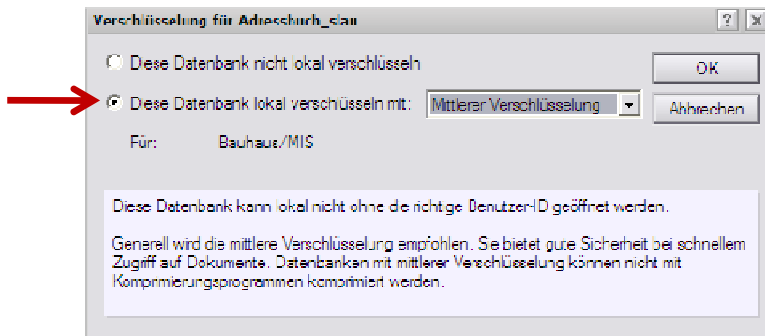 Verschlüsselung für Adressbuch_slau
Diese Datenbank nicht lokal verschlüsseln
OK
Diese Datenbank lokal verschüsseln mit: Mittlerer Verschlüsselung
Abbrechen
Für: Bauhaus/MIS
Diese Datenbank kann lokal nicht ohne die richtige Benutzer-ID geöffnet werden.
Generell wird die mittlere Verschlüsselung empfohlen. Sie bietet gute Sicherheit bei schnellem
Zugriff auf Dokumente. Datenbanken mit mittlerer Verschlüsselung können nicht mit
Komprimierungsprogrammen komprimiert werden.